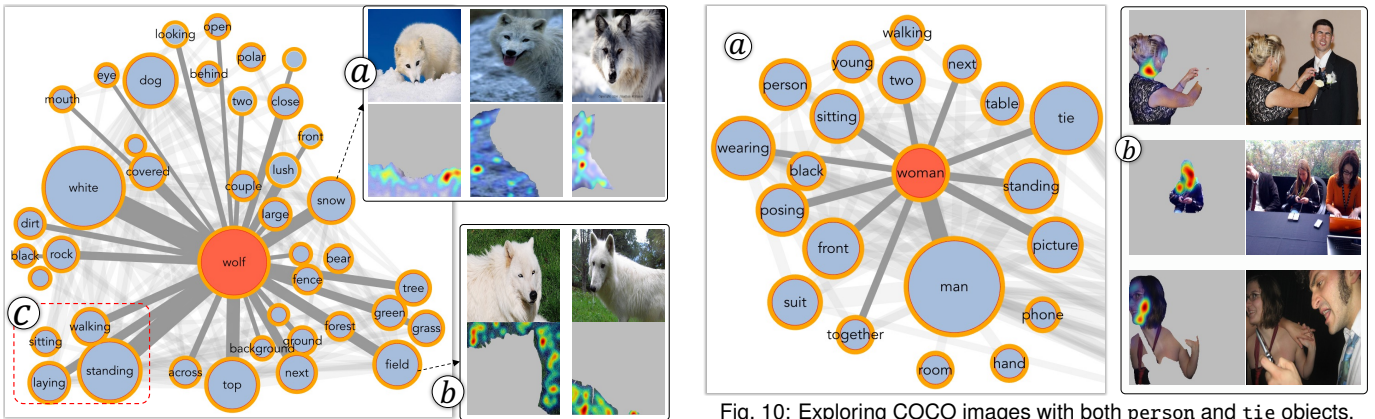 looking
open
polar
dog
behind
eye
mouth
two
close
front
covered
lush
couple
white
snow
large
dirt
black
rock
wolf
bear
fence
tree
green
grass
walking
forest
sitting
background
ground
field
laying
standing
across
top
next
a
b
c
a
walking
young
two
next
person
table
tie
sitting
wearing
black
woman
standing
posing
front
picture
man
suit
together
phone
room
hand
b
Fig. 10: Exploring COCO images with both person and tie objects.